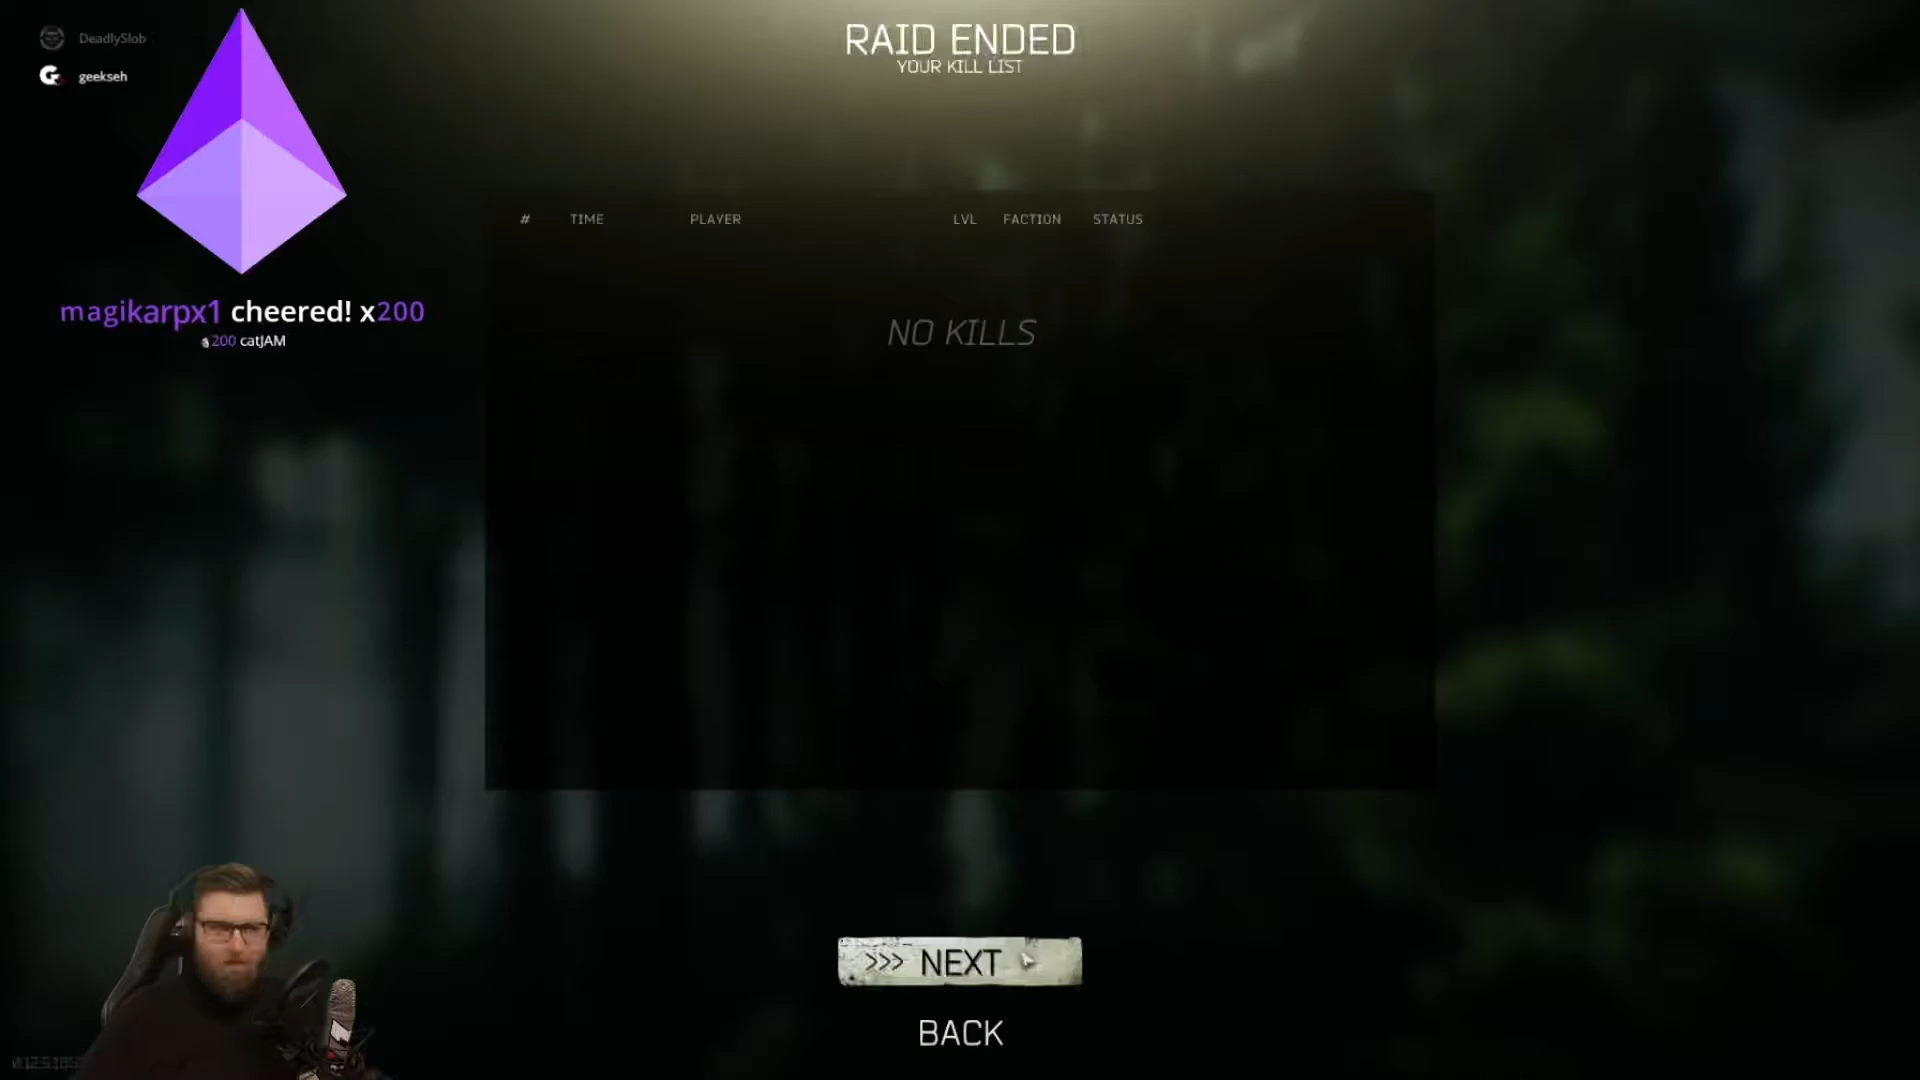 DeadlySlob
geekseh
RAID ENDED
YOUR KILL LIST
# TIME PLAYER LVL FACTION STATUS
magikarpx1 cheered! x200
200 catJAM
NO KILLS
>>> NEXT
BACK